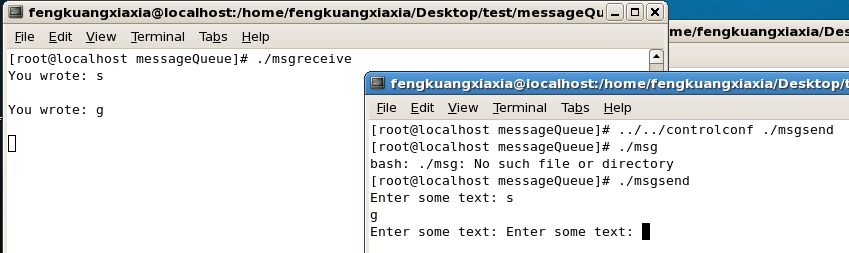 fengkuangxiaxia@localhost:/home/fengkuangxiaxia/Desktop/test/messageQu
File Edit View Terminal Tabs Help
[root@localhost messageQueue]# ./msgreceive
You wrote: s
You wrote: g
me/fengkuangxiaxia/Des
fengkuangxiaxia@localhost:/home/fengkuangxiaxia/Desktop/t
File Edit View Terminal Tabs Help
[root@localhost messageQueue]# ../../controlconf ./msgsend
[root@localhost messageQueue]# ./msg
bash: ./msg: No such file or directory
[root@localhost messageQueue]# ./msgsend
Enter some text: s
g
Enter some text: Enter some text: